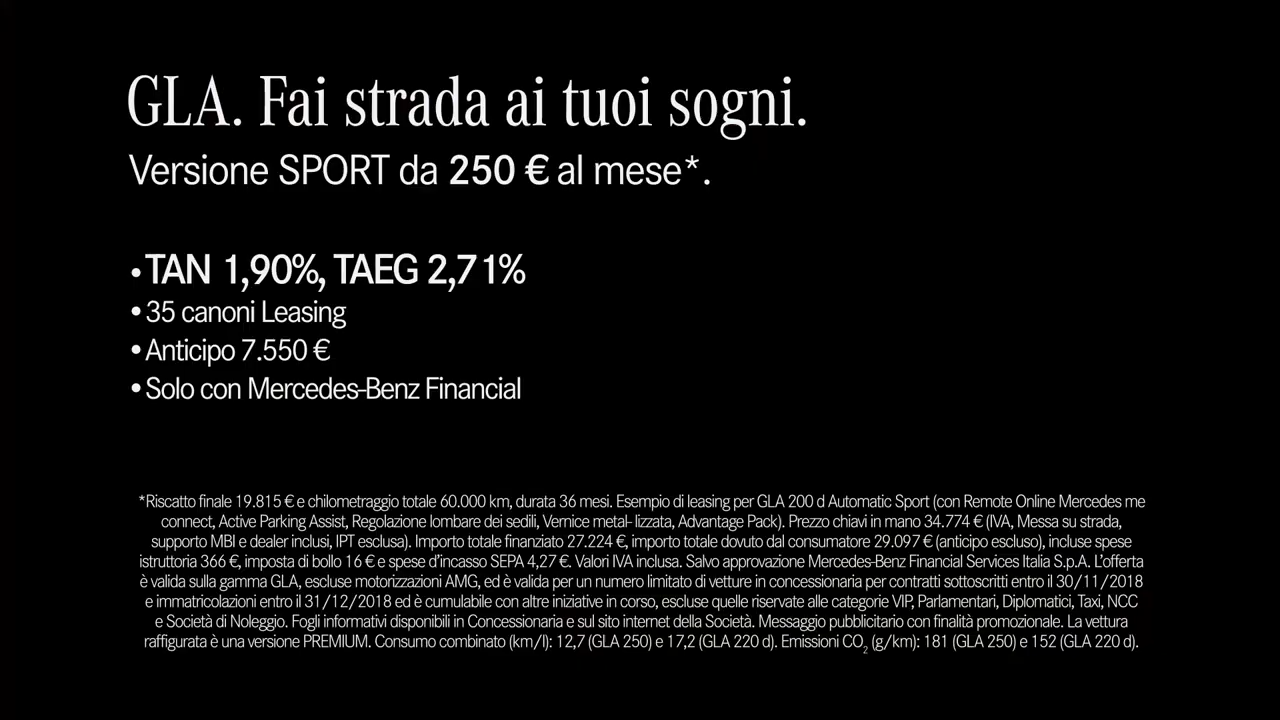 GLA. Fai strada ai tuoi sogni.
Versione SPORT da 250 € al mese*.
•TAN 1,90%, TAEG 2,71%
•35 canoni Leasing
•Anticipo 7.550 €
•Solo con Mercedes-Benz Financial
*Riscatto finale 19.815 € e chilometraggio totale 60.000 km, durata 36 mesi. Esempio di leasing per GLA 200 d Automatic Sport (con Remote Online Mercedes me
connect, Active Parking Assist, Regolazione lombare dei sedili, Vernice metal- lizzata, Advantage Pack). Prezzo chiavi in mano 34.774 € (IVA, Messa su strada,
supporto MBI e dealer inclusi, IPT esclusa). Importo totale finanziato 27.224 €, importo totale dovuto dal consumatore 29.097 € (anticipo escluso), incluse spese
istruttoria 366 €, imposta di bollo 16 € e spese d'incasso SEPA 4,27 €. Valori IVA inclusa. Salvo approvazione Mercedes-Benz Financial Services Italia S.p.A. L'offerta
è valida sulla gamma GLA, escluse motorizzazioni AMG, ed è valida per un numero limitato di vetture in concessionaria per contratti sottoscritti entro il 30/11/2018
e immatricolazioni entro il 31/12/2018 ed è cumulabile con altre iniziative in corso, escluse quelle riservate alle categorie VIP, Parlamentari, Diplomatici, Taxi, NCC
e Società di Noleggio. Fogli informativi disponibili in Concessionaria e sul sito internet della Società. Messaggio pubblicitario con finalità promozionale. La vettura
raffigurata è una versione PREMIUM. Consumo combinato (km/l): 12,7 (GLA 250) e 17,2 (GLA 220 d). Emissioni CO2 (g/km): 181 (GLA 250) e 152 (GLA 220 d).